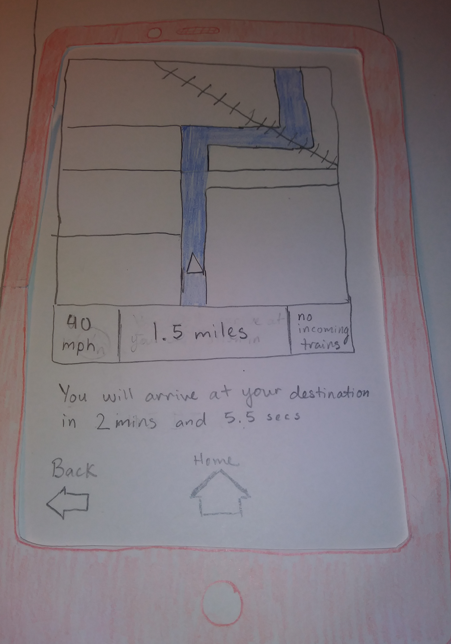 40
mph
1.5 miles
no
incoming
trains
You will arrive at your destination
in 2 mins and 5.5 secs
Home
Back